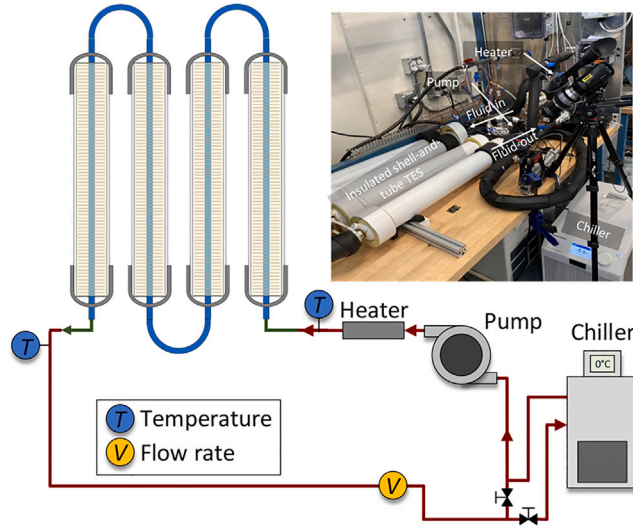 Heater
Pump
Fluid in
Fluid out
Insulated shell-and-
tube TES
Chiller
T
Heater
Pump
Chiller
0°C
T
T Temperature
V Flow rate
V